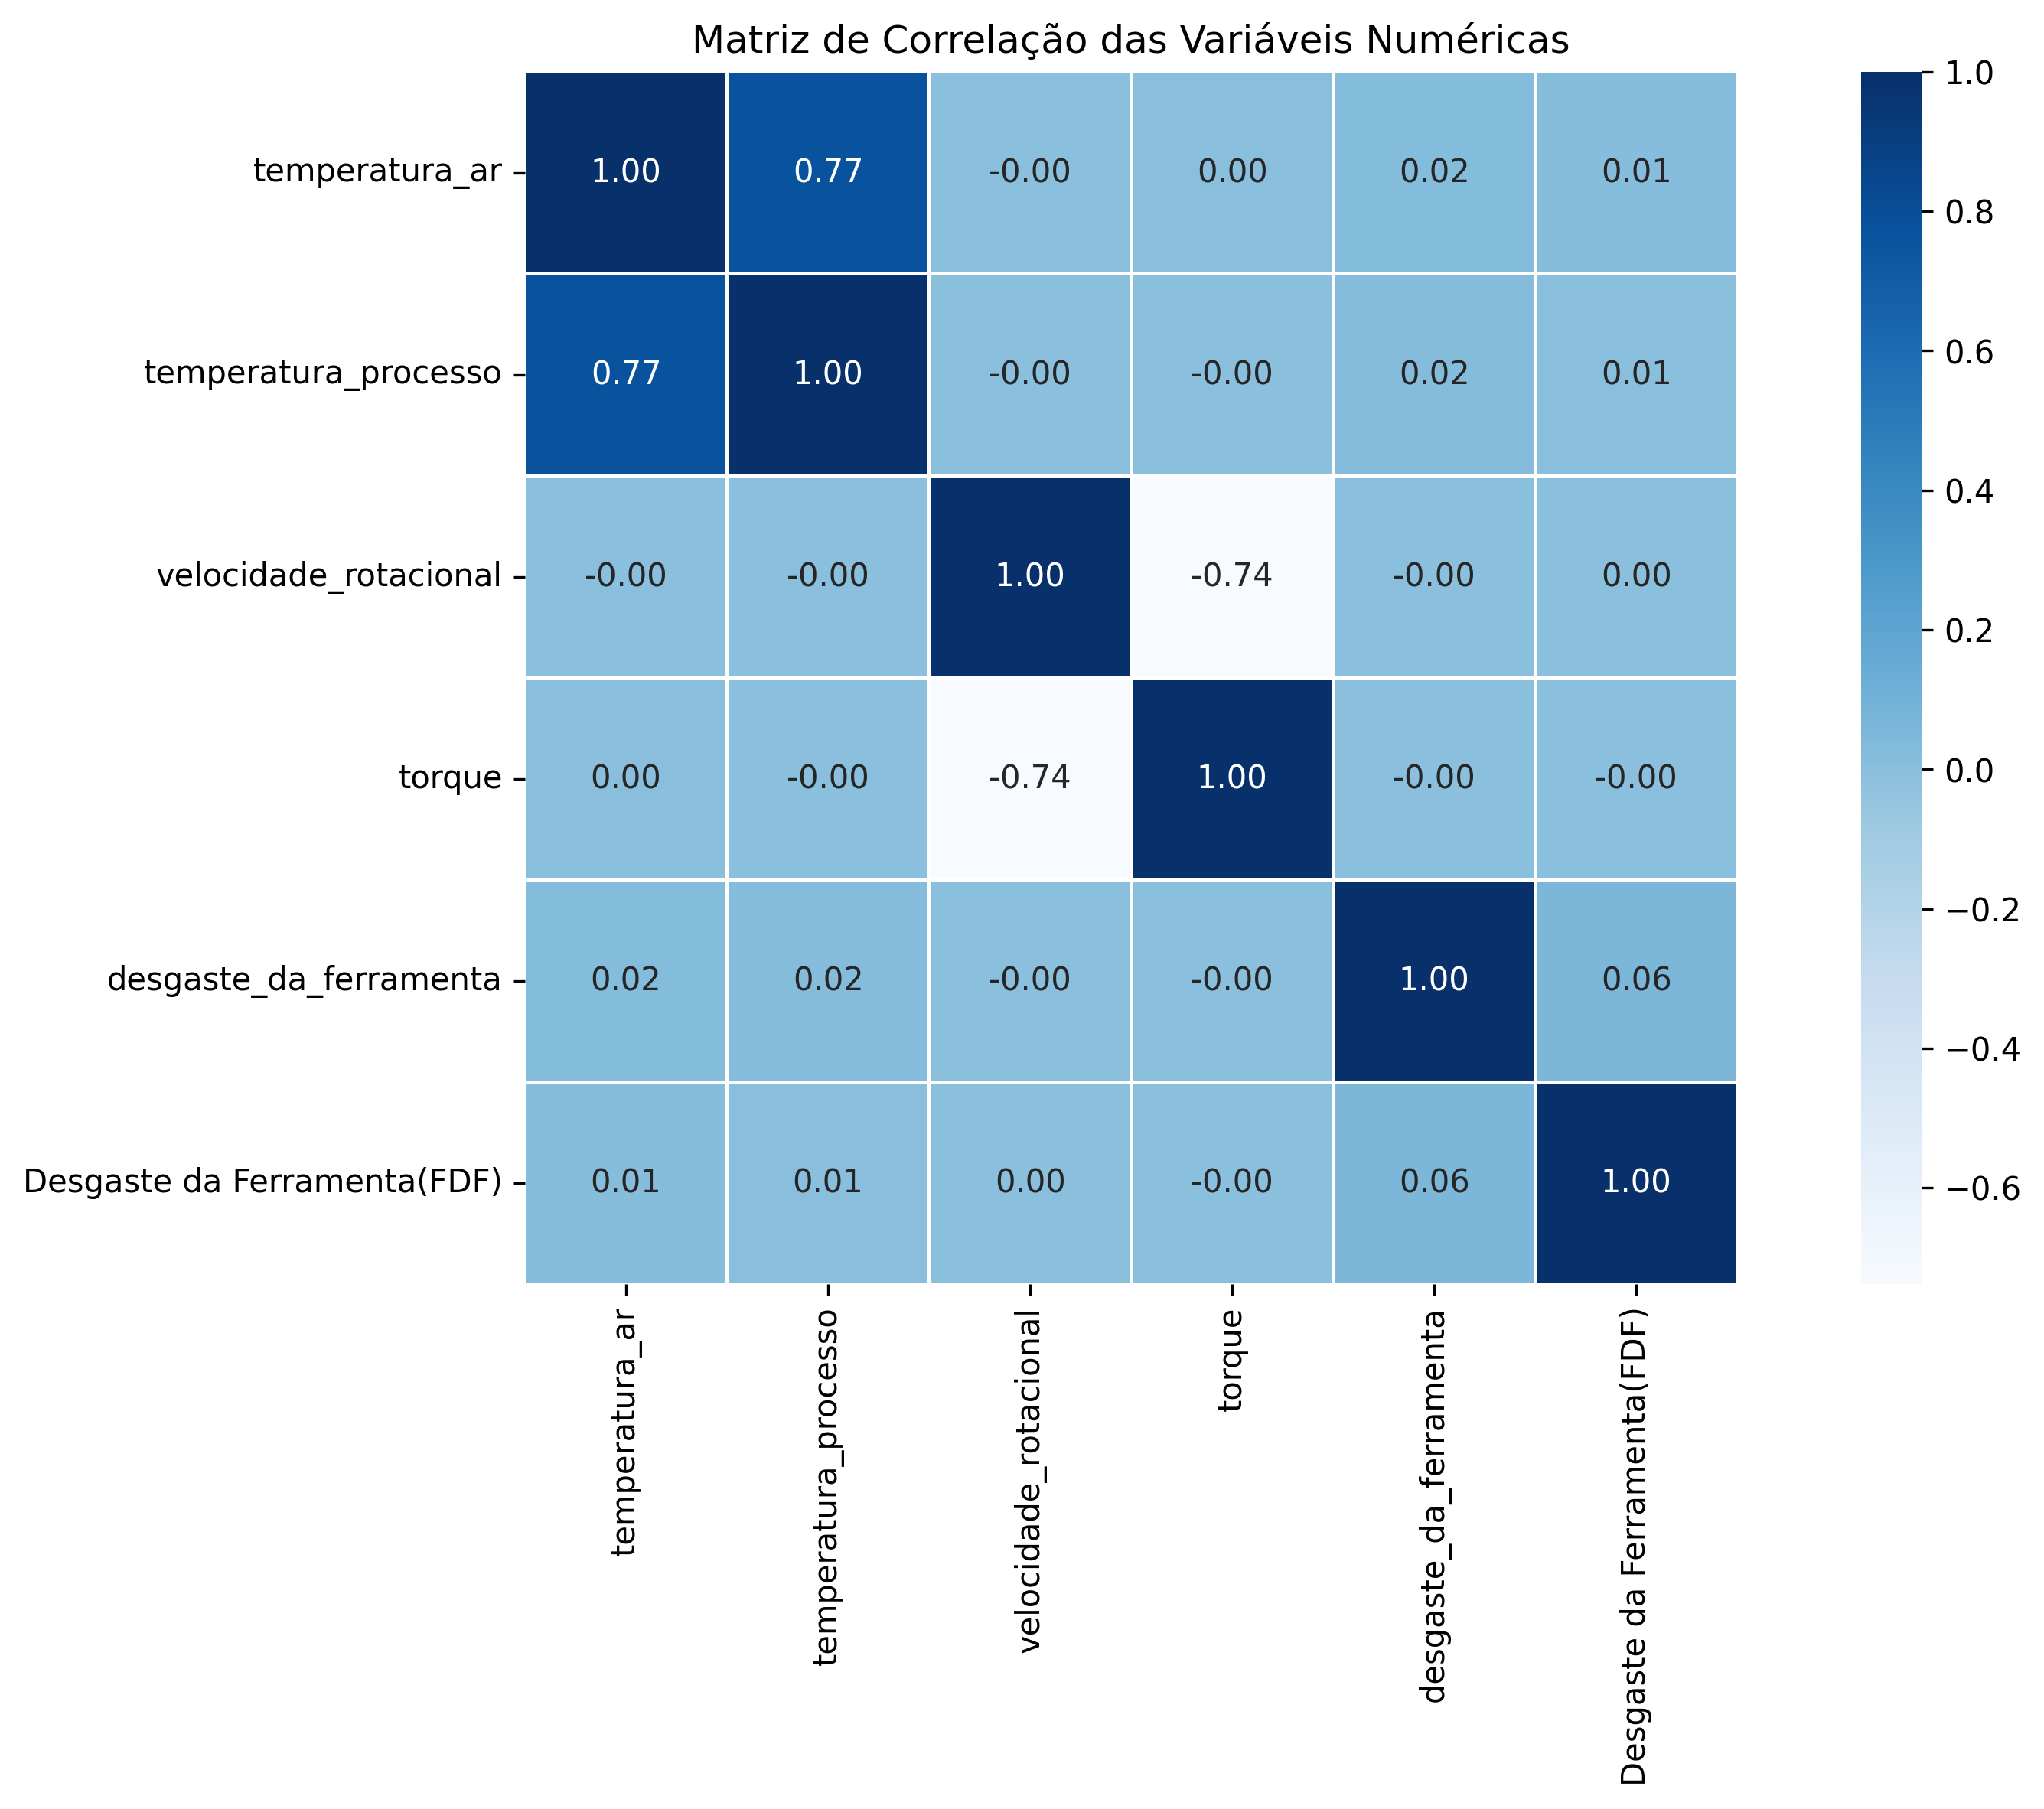 Matriz de Correlação das Variáveis Numéricas
temperatura_ar 1.00 0.77 -0.00 0.00 0.02 0.01
temperatura_processo 0.77 1.00 -0.00 -0.00 0.02 0.01
velocidade_rotacional -0.00 -0.00 1.00 -0.74 -0.00 0.00
torque 0.00 -0.00 -0.74 1.00 -0.00 -0.00
desgaste_da_ferramenta 0.02 0.02 -0.00 -0.00 1.00 0.06
Desgaste da Ferramenta(FDF) 0.01 0.01 0.00 -0.00 0.06 1.00
temperatura_ar
temperatura_processo
velocidade_rotacional
torque
desgaste_da_ferramenta
Desgaste da Ferramenta(FDF)
1.0
0.8
0.6
0.4
0.2
0.0
−0.2
−0.4
−0.6